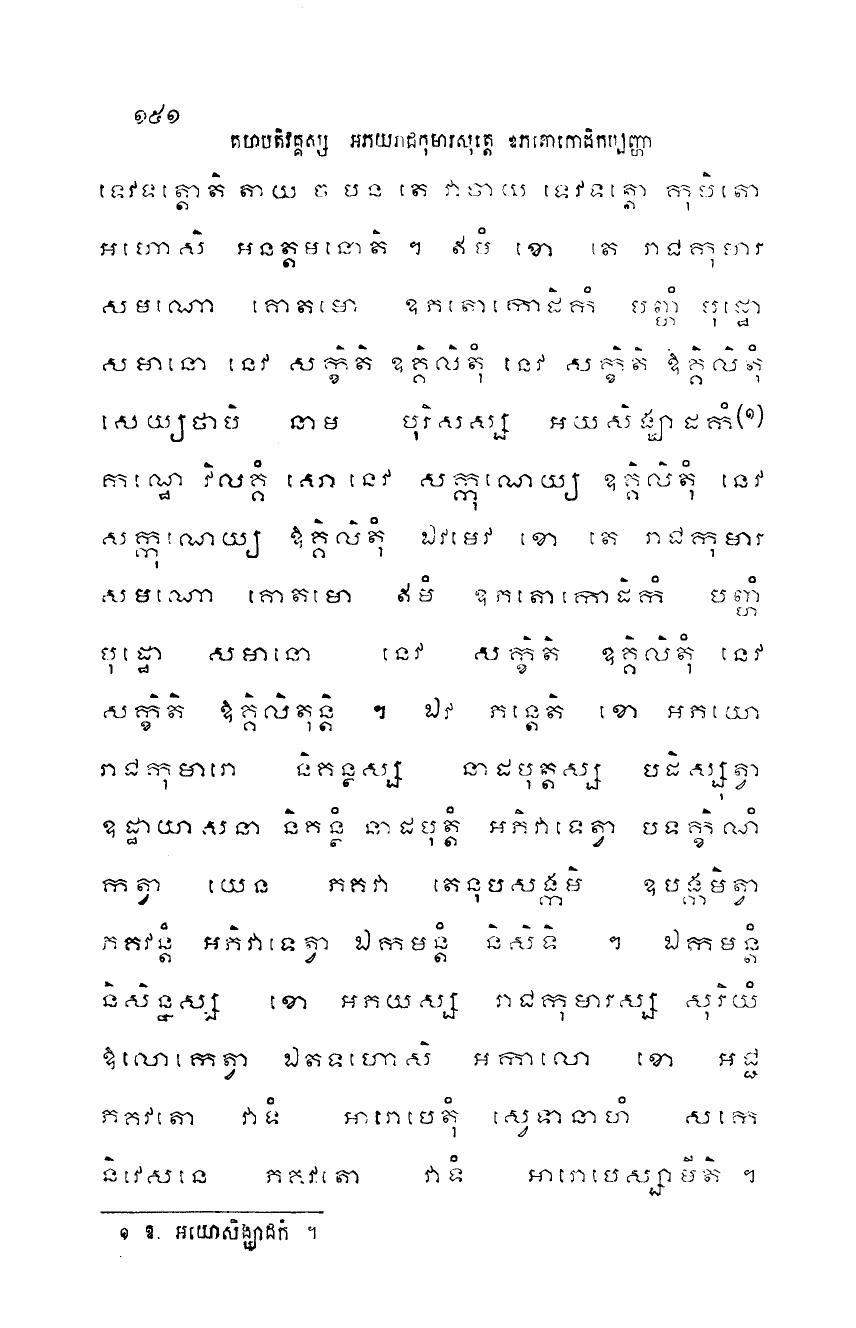 ១៥១
គហបតិវគ្គស្ស អភយរាជកុមារសុត្តេ ឧភតោកោដិកប្បញ្ហា
ទេវទត្តោតិ តាយ ច បន តេ វាចាយ ទេវទត្តោ កុបិតោ
អហោសិ អនត្តមនោតិ ។ ឥមំ ខោ តេ រាជកុមារ
សមណោ គោតមោ ឧភតោកោដិកំ បញ្ហំ បុដ្ឋោ
សមានោ នេវ សក្ខិតិ ឧគ្គិលិតុំ នេវ សក្ខិតិ ឱគ្គិលិតុំ
សេយ្យថាបិ នាម បុរិសស្ស អយសិង្ឃាដកំ(១)
កណ្ឋេ វិលគ្គំ សោ នេវ សក្កុណេយ្យ ឧគ្គិលិតុំ នេវ
សក្កុណេយ្យ ឱគ្គិលិតុំ ឯវមេវ ខោ តេ រាជកុមារ
សមណោ គោតមោ ឥមំ ឧភតោកោដិកំ បញ្ហំ
បុដ្ឋោ សមានោ នេវ សក្ខិតិ ឧគ្គិលិតុំ នេវ
សក្ខិតិ ឱគ្គិលិតុន្តិ ។ ឯវំ ភន្តេតិ ខោ អភយោ
រាជកុមារោ និគន្ថស្ស នាដបុត្តស្ស បដិស្សុត្វា
ឧដ្ឋាយាសនា និគន្ថំ នាដបុត្តំ អភិវាទេត្វា បទក្ខិណំ
កត្វា យេន ភគវា តេនុបសង្កមិ ឧបង្កមិត្វា
ភគវន្តំ អភិវាទេត្វា ឯកមន្តំ និសីទិ ។ ឯកមន្តំ
និសិន្នស្ស ខោ អភយស្ស រាជកុមារស្ស សុរិយំ
ឱលោកេត្វា ឯតទហោសិ អកាលោ ខោ អជ្ជ
ភគវតោ វាទំ អារោបេតុំ ស្វេទានាហំ សកេ
និវេសនេ ភគវតោ វាទំ អារោបេស្សាមីតិ ។
១ ឱ. អយោសិង្ឃាដកំ ។